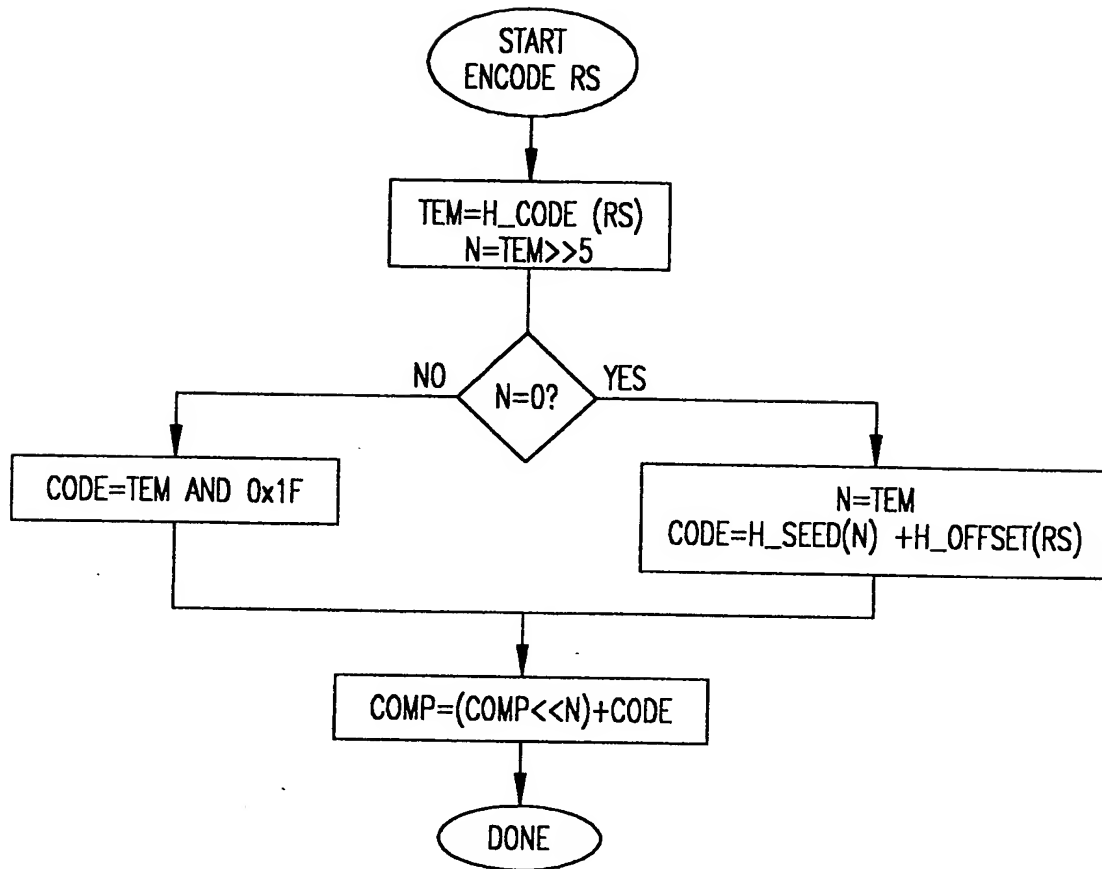 START
ENCODE RS
TEM=H_CODE (RS)
N=TEM>>5
NO
N=0?
YES
CODE=TEM AND 0x1F
N=TEM
CODE=H_SEED(N) +H_OFFSET(RS)
COMP=(COMP<<N)+CODE
DONE